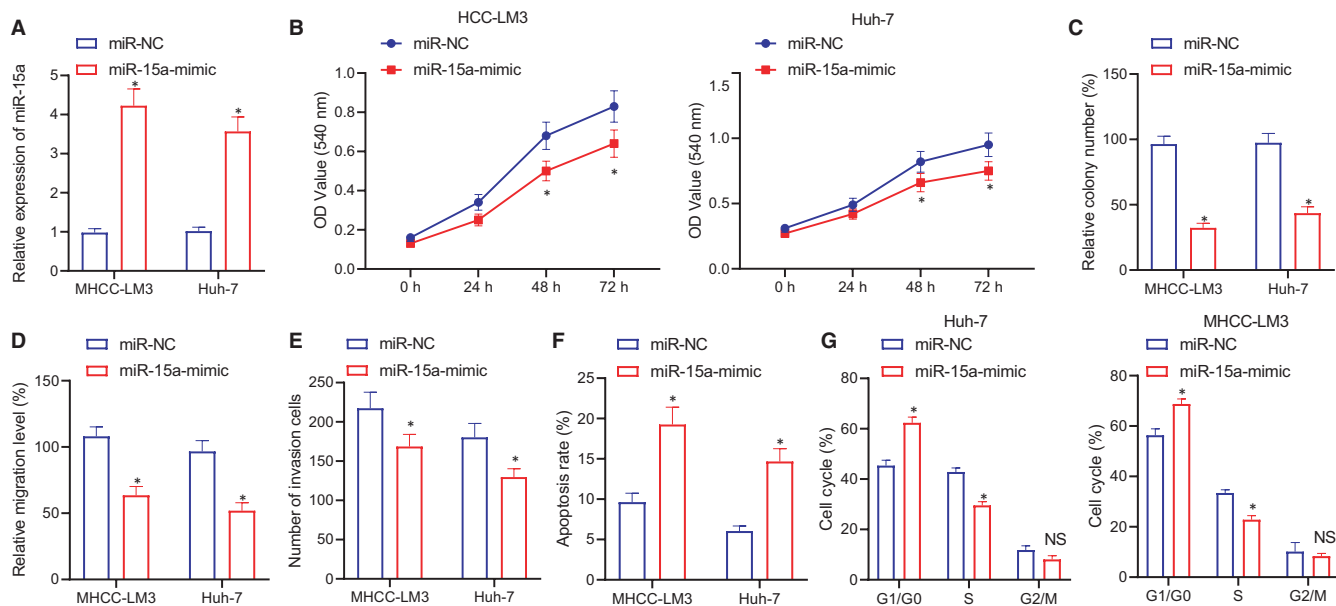 A
miR-NC
miR-15a-mimic
Relative expression of miR-15a
5
4
3
2
1
0
*
*
MHCC-LM3 Huh-7
B
HCC-LM3
miR-NC
miR-15a-mimic
OD Value (540 nm)
1.0
0.8
0.6
0.4
0.2
0.0
*
*
0 h 24 h 48 h 72 h
Huh-7
miR-NC
miR-15a-mimic
OD Value (540 nm)
1.5
1.0
0.5
0.0
*
*
0 h 24 h 48 h 72 h
C
miR-NC
miR-15a-mimic
Relative colony number (%)
150
100
50
0
*
*
MHCC-LM3 Huh-7
D
miR-NC
miR-15a-mimic
Relative migration level (%)
150
100
50
0
*
*
MHCC-LM3 Huh-7
E
miR-NC
miR-15a-mimic
Number of invasion cells
250
200
150
100
50
0
*
*
MHCC-LM3 Huh-7
F
miR-NC
miR-15a-mimic
Apoptosis rate (%)
25
20
15
10
5
0
*
*
MHCC-LM3 Huh-7
G
Huh-7
miR-NC
miR-15a-mimic
Cell cycle (%)
80
60
40
20
0
*
*
NS
G1/G0 S G2/M
MHCC-LM3
miR-NC
miR-15a-mimic
Cell cycle (%)
80
60
40
20
0
*
*
NS
G1/G0 S G2/M